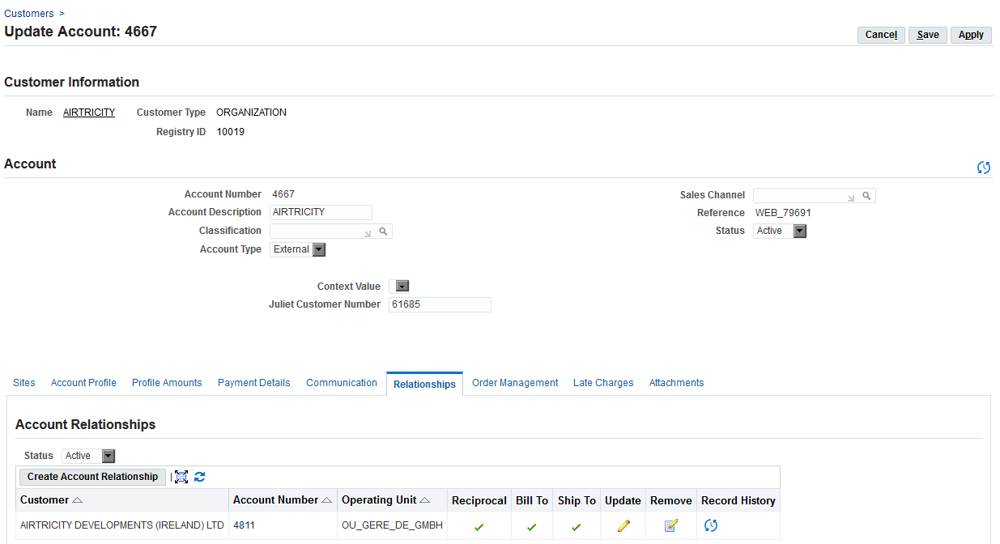 Customers >
Update Account: 4667
Cancel Save Apply
Customer Information
Name AIRTRICITY Customer Type ORGANIZATION
Registry ID 10019
Account
Account Number 4667 Sales Channel
Account Description AIRTRICITY Reference WEB_79691
Classification Status Active
Account Type External
Context Value
Juliet Customer Number 61685
Sites Account Profile Profile Amounts Payment Details Communication Relationships Order Management Late Charges Attachments
Account Relationships
Status Active
Create Account Relationship
Customer Account Number Operating Unit Reciprocal Bill To Ship To Update Remove Record History
AIRTRICITY DEVELOPMENTS (IRELAND) LTD 4811 OU_GERE_DE_GMBH